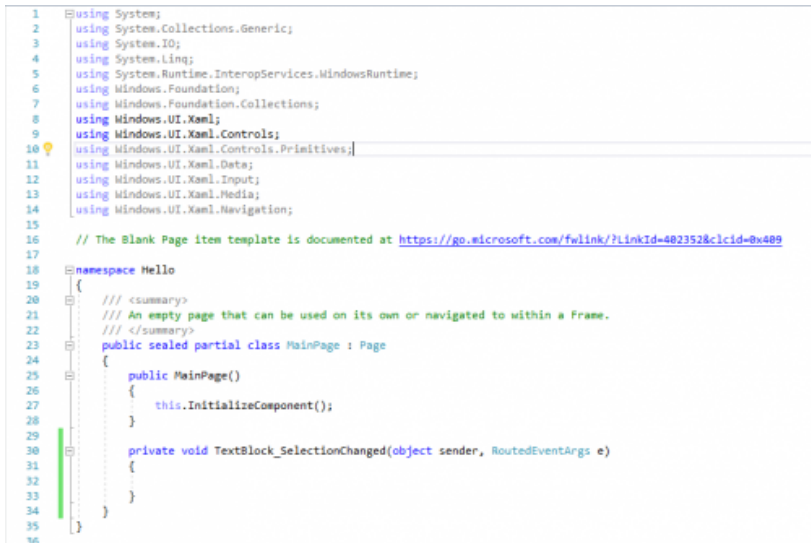 1 using System;
2 using System.Collections.Generic;
3 using System.IO;
4 using System.Linq;
5 using System.Runtime.InteropServices.WindowsRuntime;
6 using Windows.Foundation;
7 using Windows.Foundation.Collections;
8 using Windows.UI.Xaml;
9 using Windows.UI.Xaml.Controls;
10 using Windows.UI.Xaml.Controls.Primitives;
11 using Windows.UI.Xaml.Data;
12 using Windows.UI.Xaml.Input;
13 using Windows.UI.Xaml.Media;
14 using Windows.UI.Xaml.Navigation;
15
16 // The Blank Page item template is documented at https://go.microsoft.com/fwlink/?LinkId=402352&clcid=0x409
17
18 namespace Hello
19 {
20 /// <summary>
21 /// An empty page that can be used on its own or navigated to within a Frame.
22 /// </summary>
23 public sealed partial class MainPage : Page
24 {
25 public MainPage()
26 {
27 this.InitializeComponent();
28 }
29
30 private void TextBlock_SelectionChanged(object sender, RoutedEventArgs e)
31 {
32
33 }
34 }
35 }
36